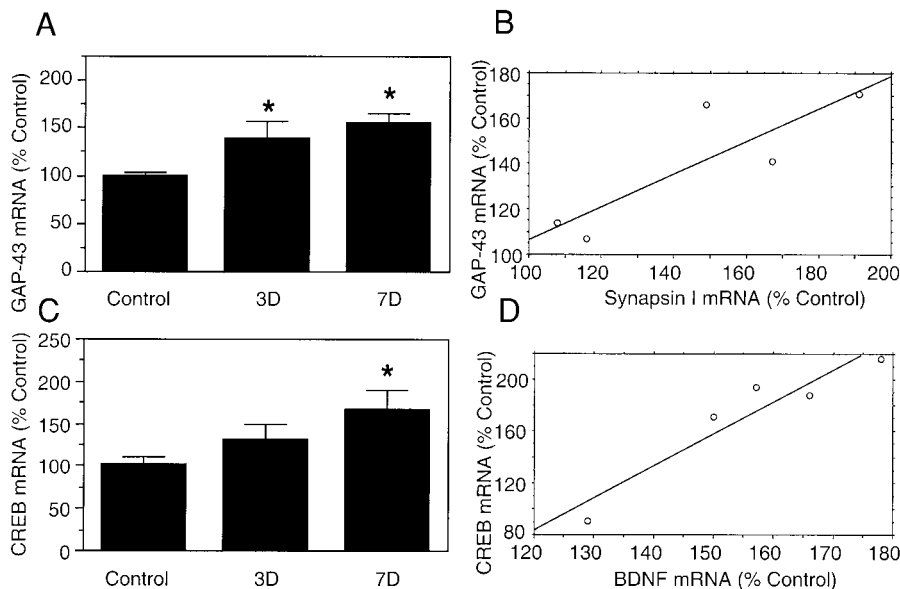 A
GAP-43 mRNA (% Control)
200
150
100
50
0
*
*
Control 3D 7D
B
GAP-43 mRNA (% Control)
180
160
140
120
100
100 120 140 160 180 200
Synapsin I mRNA (% Control)
C
CREB mRNA (% Control)
250
200
150
100
50
0
*
Control 3D 7D
D
CREB mRNA (% Control)
200
160
120
80
120 130 140 150 160 170 180
BDNF mRNA (% Control)